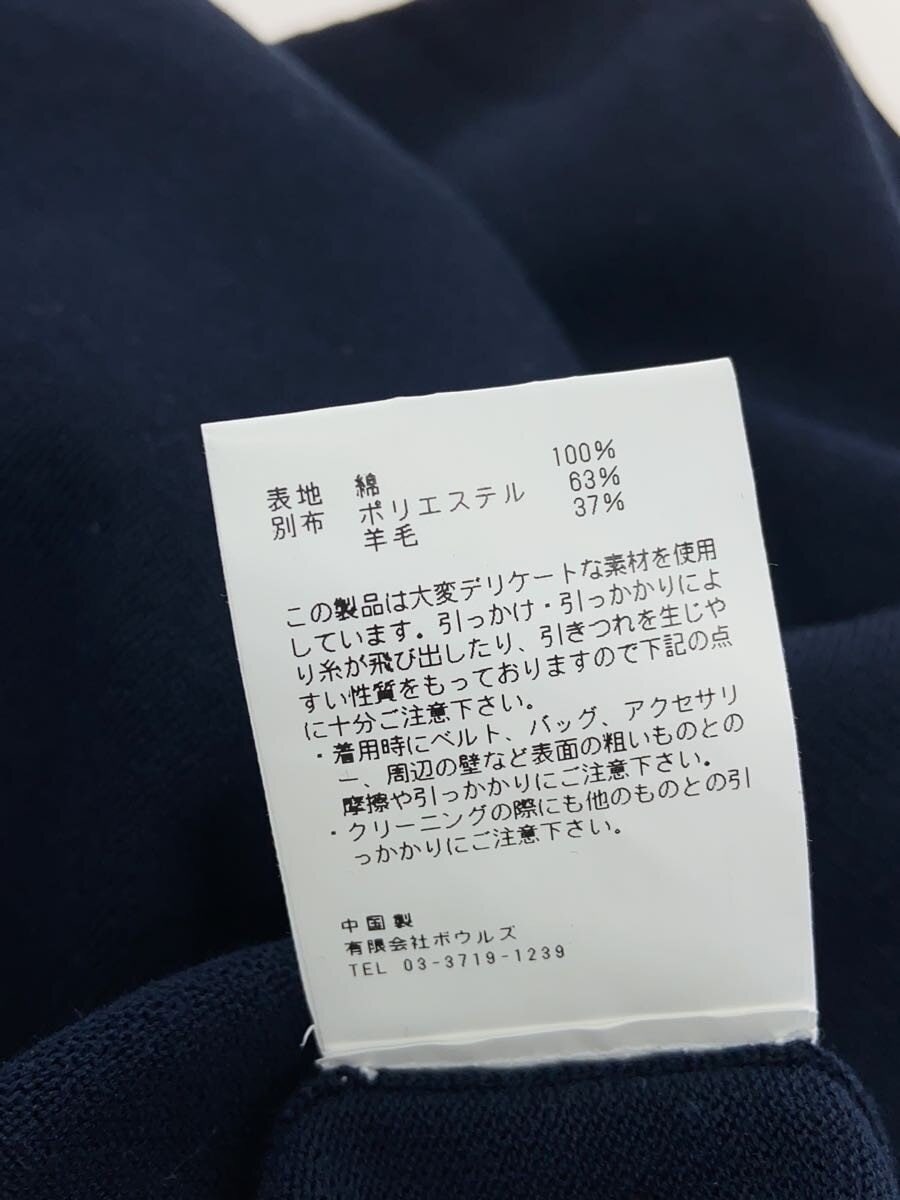 表地 綿 100%
別布 ポリエステル 63%
羊毛 37%
この製品は大変デリケートな素材を使用
しています。引っかけ・引っかかりによ
り糸が飛び出したり、引きつれを生じや
すい性質をもっておりますので下記の点
に十分ご注意下さい。
・着用時にベルト、バッグ、アクセサリ
ー、周辺の壁など表面の粗いものとの
摩擦や引っかかりにご注意下さい。
・クリーニングの際にも他のものとの引
っかかりにご注意下さい。
中国製
有限会社ボウルズ
TEL 03-3719-1239